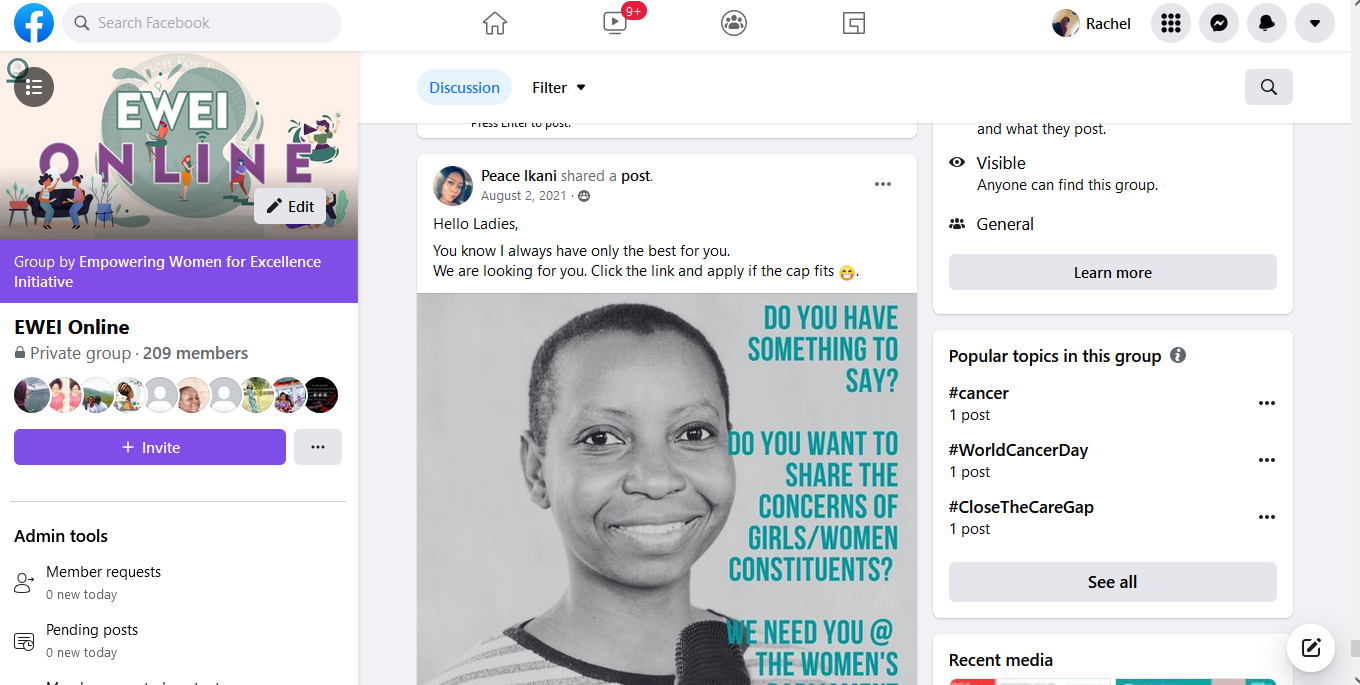 Search Facebook
9+
Rachel
EWEI
ONLINE
Edit
Group by Empowering Women for Excellence
Initiative
EWEI Online
Private group · 209 members
+ Invite
Admin tools
Member requests
0 new today
Pending posts
0 new today
Discussion
Filter
Press Enter to post.
Peace Ikani shared a post.
August 2, 2021 ·
Hello Ladies,
You know I always have only the best for you.
We are looking for you. Click the link and apply if the cap fits 😁.
DO YOU HAVE
SOMETHING TO
SAY?
DO YOU WANT TO
SHARE THE
CONCERNS OF
GIRLS/WOMEN
CONSTITUENTS?
WE NEED YOU @
THE WOMEN'S
PARLIAMENT
and what they post.
Visible
Anyone can find this group.
General
Learn more
Popular topics in this group
#cancer
1 post
#WorldCancerDay
1 post
#CloseTheCareGap
1 post
See all
Recent media